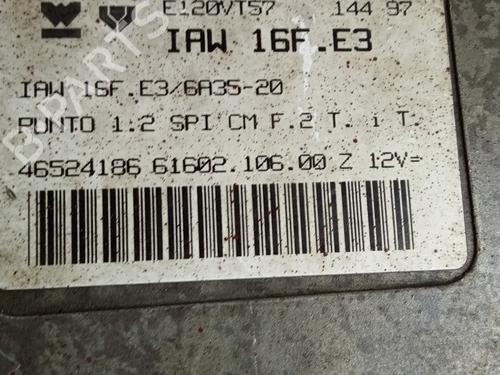 E120VT57 144 97
IAW 16F.E3
IAW 16F.E3/6A35-20
PUNTO 1.2 SPI CM F.2 T. i T.
46524186 61602.106.00 Z 12V=
B-PARTS